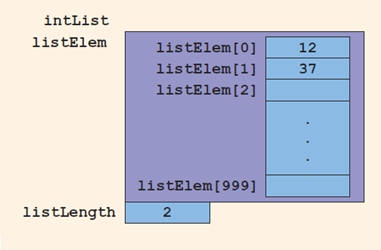 intList
listElem
listElem[0] 12
listElem[1] 37
listElem[2]
.
.
.
listElem[999]
listLength 2